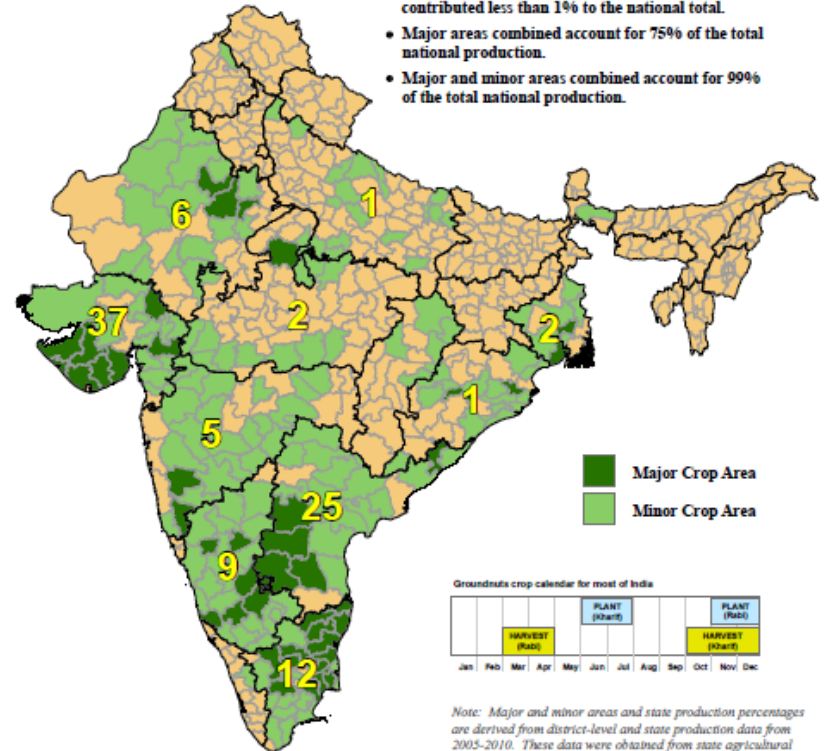 contributed less than 1% to the national total.
• Major areas combined account for 75% of the total
national production.
• Major and minor areas combined account for 99%
of the total national production.
6
1
37
2
2
1
5
25
9
12
Major Crop Area
Minor Crop Area
Groundnuts crop calendar for most of India
PLANT
(Kharif)
PLANT
(Rabi)
HARVEST
(Rabi)
HARVEST
(Kharif)
Jan Feb Mar Apr May Jun Jul Aug Sep Oct Nov Dec
Note: Major and minor areas and state production percentages
are derived from district-level and state production data from
2005-2010. These data were obtained from state agricultural